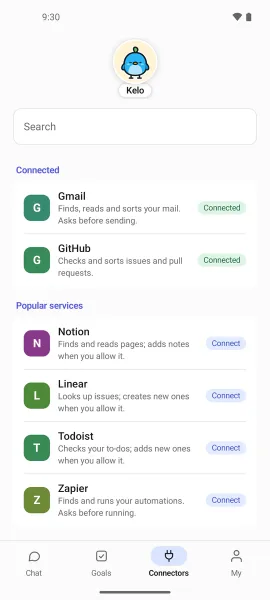 9:30
Kelo
Search
Connected
G
Gmail
Finds, reads and sorts your mail.
Asks before sending.
Connected
G
GitHub
Checks and sorts issues and pull
requests.
Connected
Popular services
N
Notion
Finds and reads pages; adds notes
when you allow it.
Connect
L
Linear
Looks up issues; creates new ones
when you allow it.
Connect
T
Todoist
Checks your to-dos; adds new ones
when you allow it.
Connect
Z
Zapier
Finds and runs your automations.
Asks before running.
Connect
Chat
Goals
Connectors
My